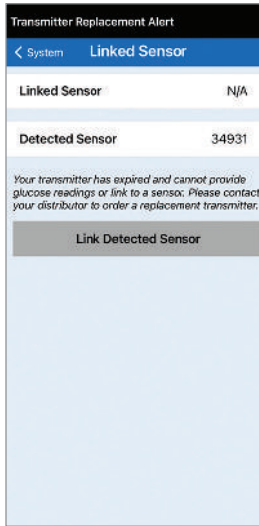 Transmitter Replacement Alert
< System Linked Sensor
Linked Sensor N/A
Detected Sensor 34931
Your transmitter has expired and cannot provide
glucose readings or link to a sensor. Please contact
your distributor to order a replacement transmitter.
Link Detected Sensor